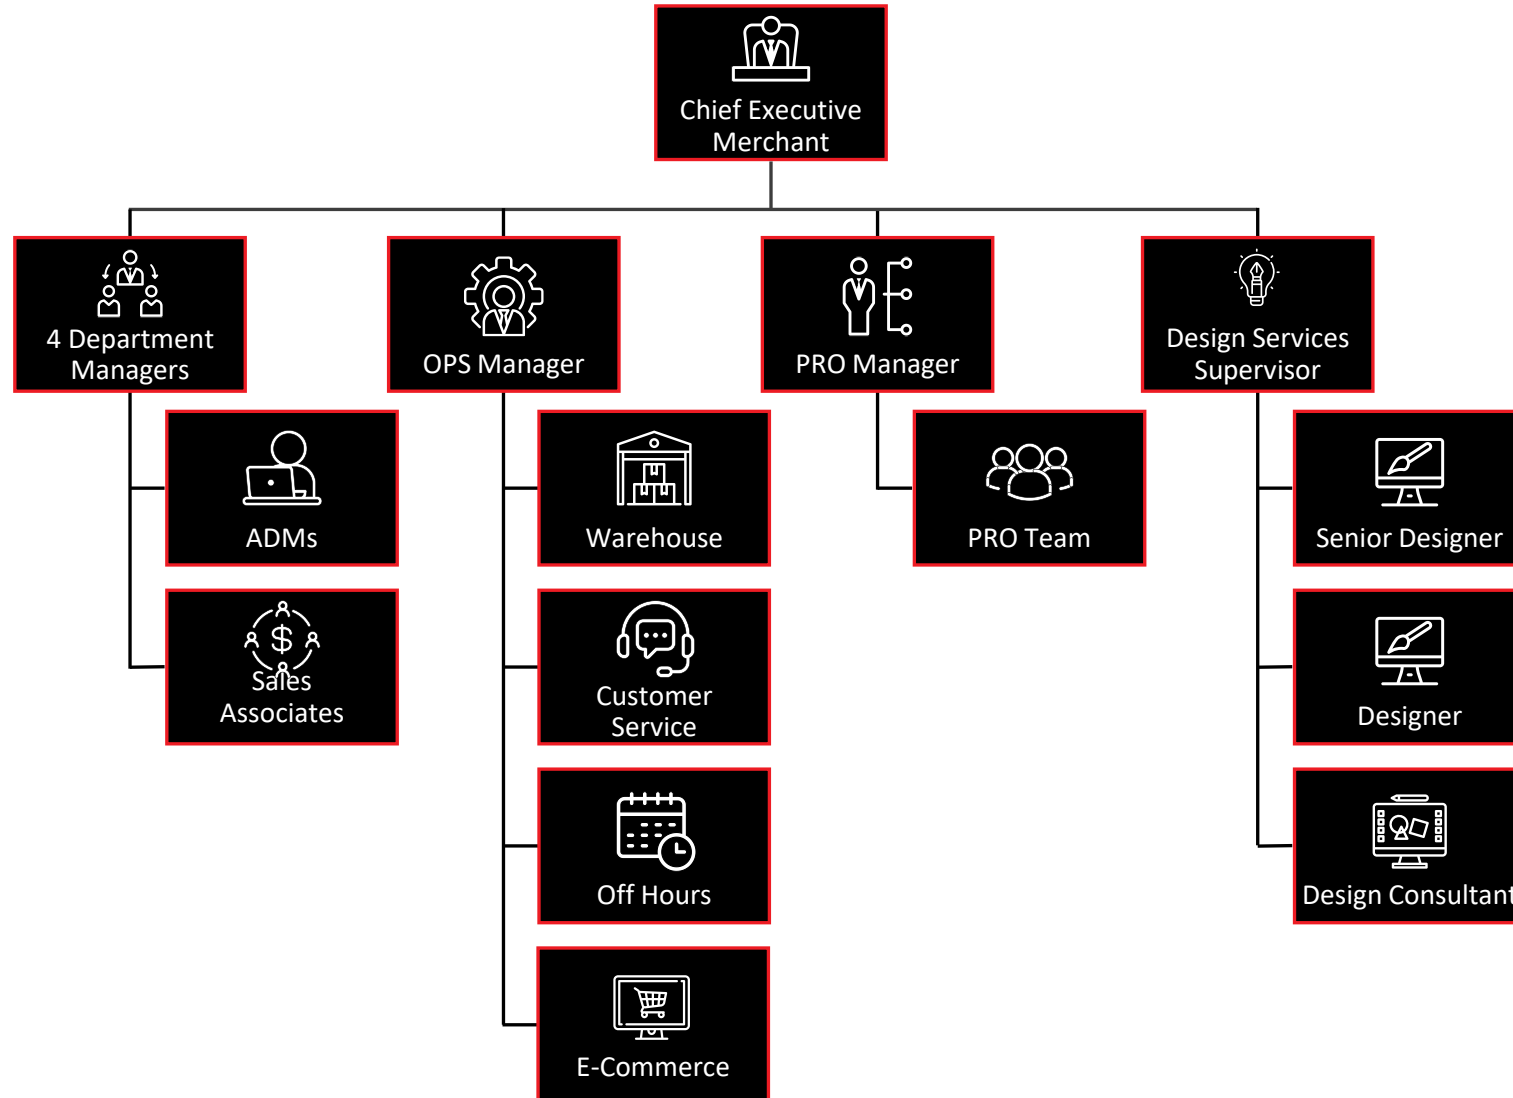 Chief Executive
Merchant
4 Department
Managers
OPS Manager
PRO Manager
Design Services
Supervisor
ADMs
Warehouse
PRO Team
Senior Designer
$
Sales
Associates
Customer
Service
Designer
Off Hours
Design Consultant
E-Commerce